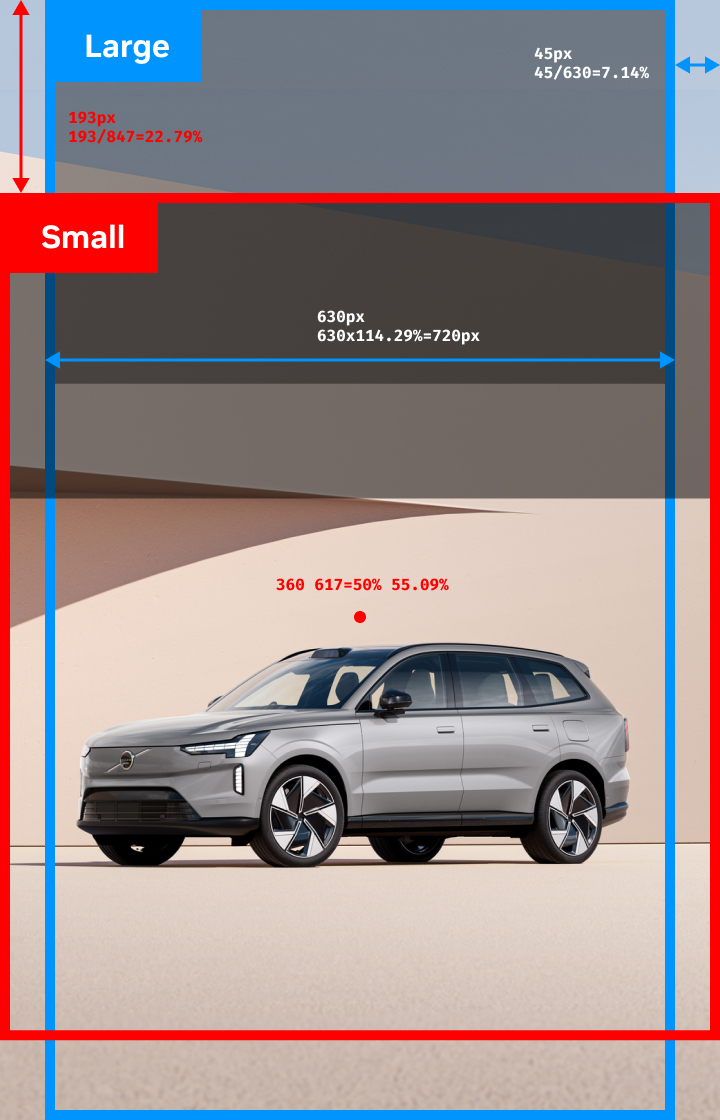 Large
45px
45/630=7.14%
193px
193/847=22.79%
Small
630px
630x114.29%=720px
360 617=50% 55.09%